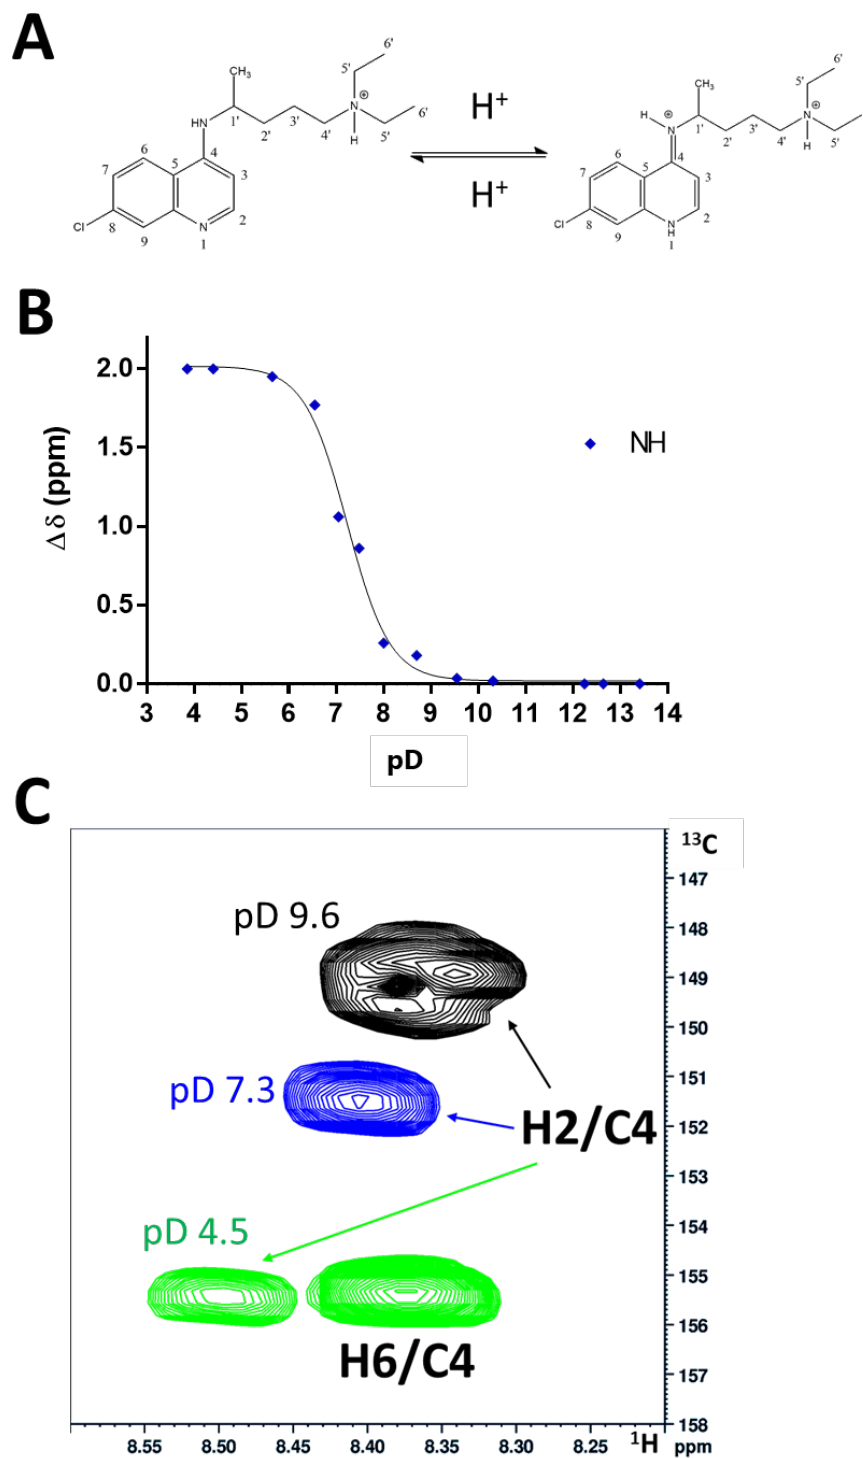 A
CH₃ 6'
5'
HN N ⊕ 6'
1' 2' 3' 4' H 5'
6 5 4 3
7 8 9 N 1 2
Cl
H⁺
H⁺
CH₃ 6'
5'
H N ⊕ N ⊕
1' 2' 3' 4' H 5'
6 5 4 3
7 8 9 N H 1 2
Cl
B
Δδ (ppm)
2.0
1.5
1.0
0.5
0.0
NH
3 4 5 6 7 8 9 10 11 12 13 14
pD
C
¹³C
pD 9.6
pD 7.3
H2/C4
pD 4.5
H6/C4
147
148
149
150
151
152
153
154
155
156
157
158
8.55 8.50 8.45 8.40 8.35 8.30 8.25 ¹H ppm